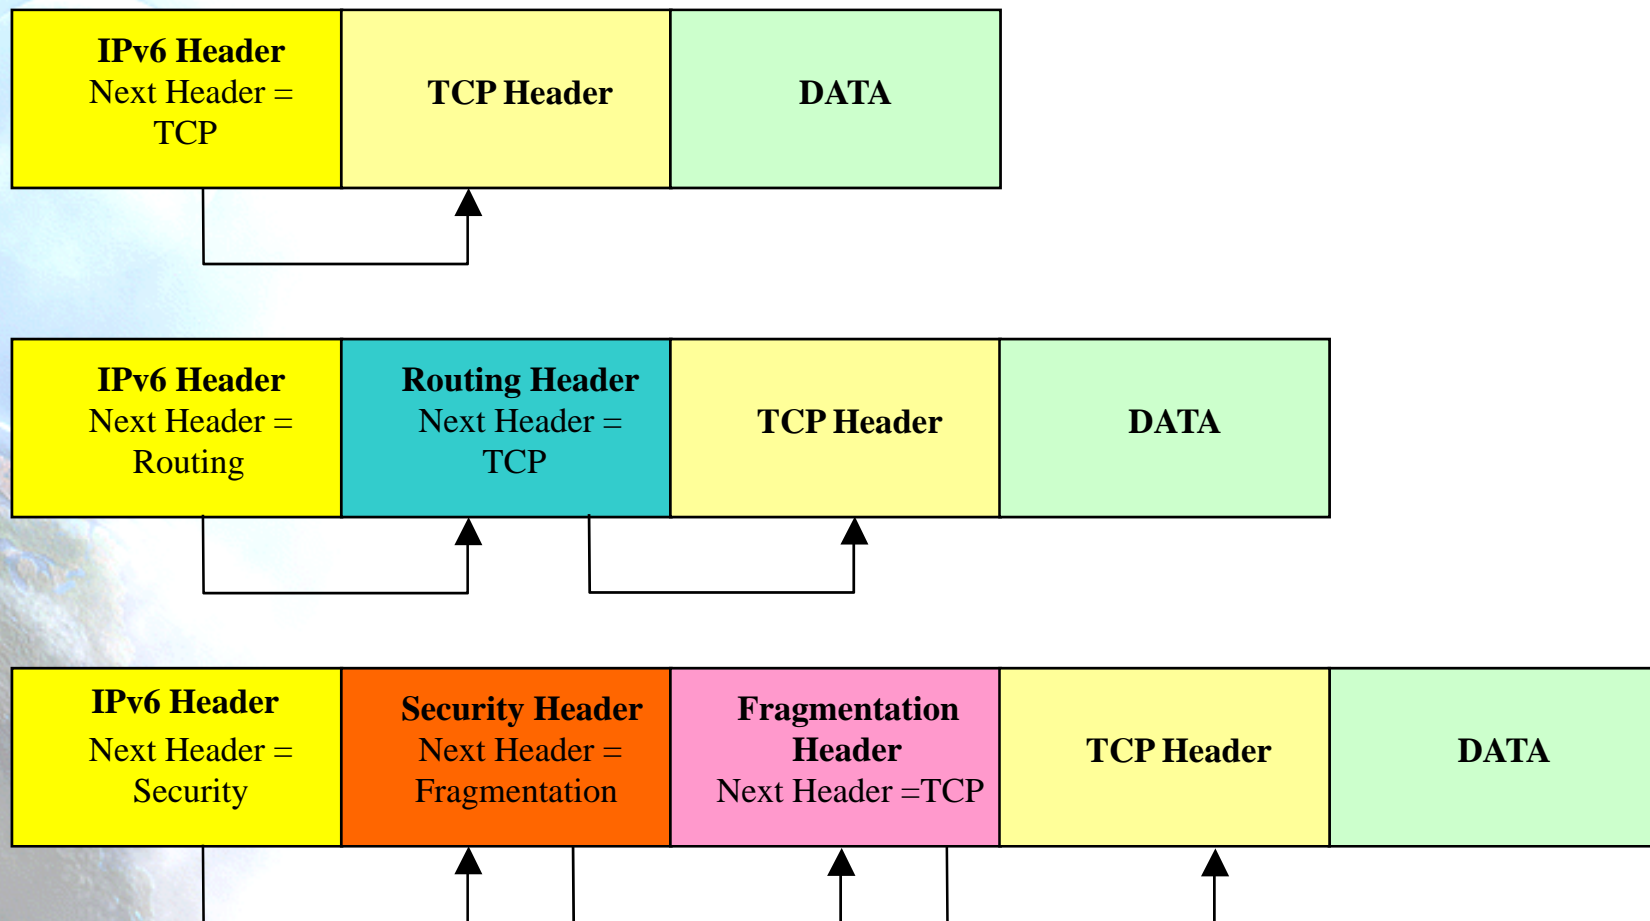 IPv6 Header
Next Header =
TCP
TCP Header
DATA
IPv6 Header
Next Header =
Routing
Routing Header
Next Header =
TCP
TCP Header
DATA
IPv6 Header
Next Header =
Security
Security Header
Next Header =
Fragmentation
Fragmentation
Header
Next Header =TCP
TCP Header
DATA